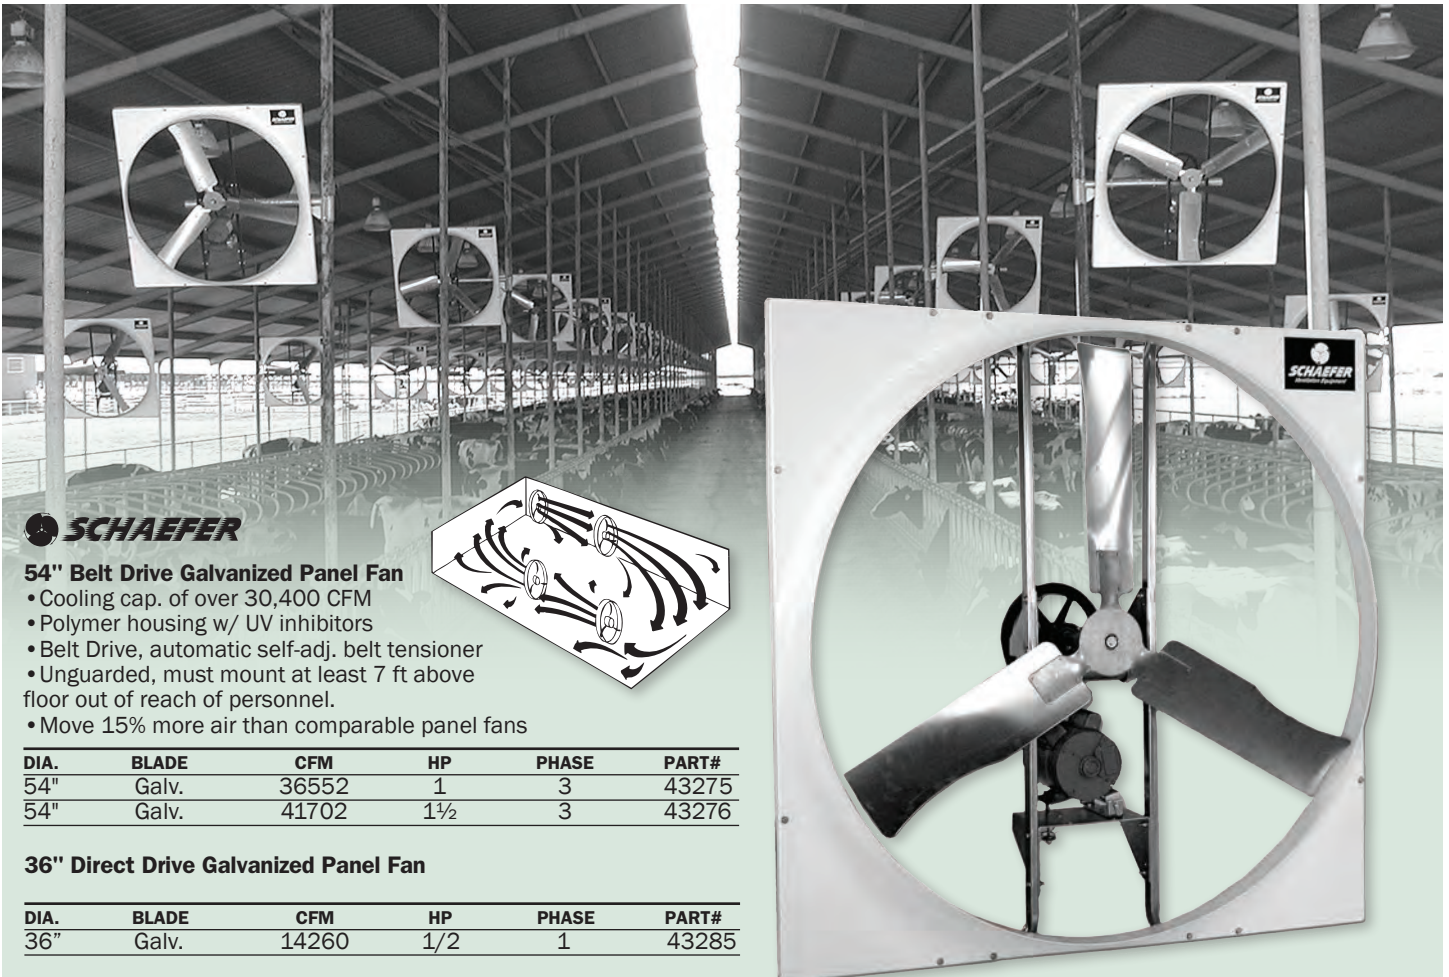 SCHAEFER
SCHAEFER
SCHAEFER
Ventilation Equipment
SCHAEFER
54" Belt Drive Galvanized Panel Fan
•Cooling cap. of over 30,400 CFM
•Polymer housing w/ UV inhibitors
•Belt Drive, automatic self-adj. belt tensioner
•Unguarded, must mount at least 7 ft above
floor out of reach of personnel.
•Move 15% more air than comparable panel fans
DIA. BLADE CFM HP PHASE PART#
54" Galv. 36552 1 3 43275
54" Galv. 41702 1½ 3 43276
36" Direct Drive Galvanized Panel Fan
DIA. BLADE CFM HP PHASE PART#
36” Galv. 14260 1/2 1 43285